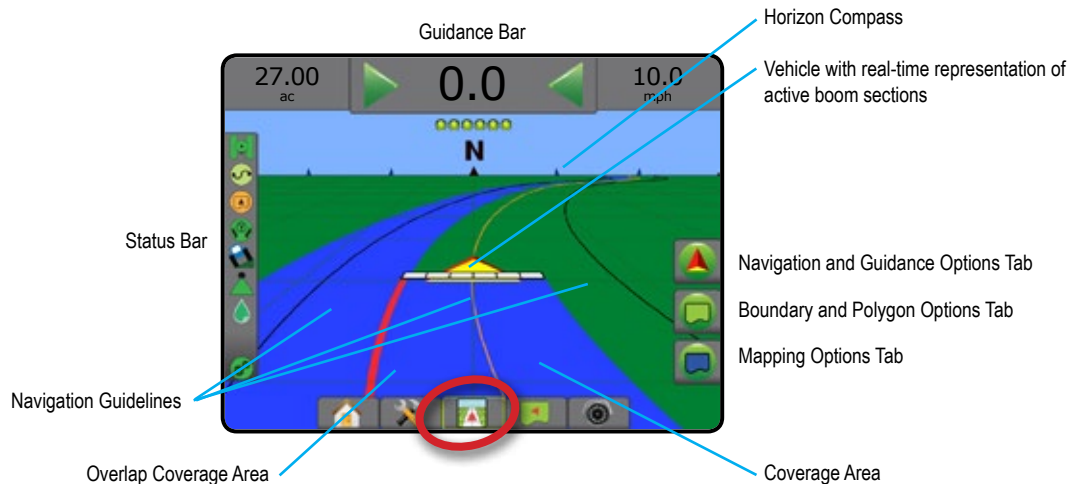 Horizon Compass
Guidance Bar
Vehicle with real-time representation of
active boom sections
27.00
ac
0.0
10.0
mph
N
Status Bar
Navigation and Guidance Options Tab
Boundary and Polygon Options Tab
Mapping Options Tab
Navigation Guidelines
Overlap Coverage Area
Coverage Area